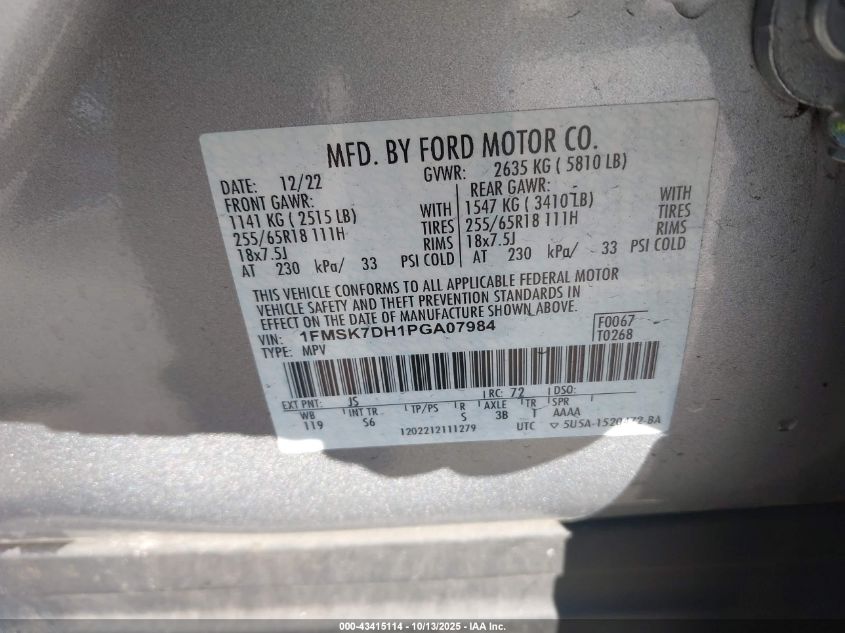 MFD. BY FORD MOTOR CO.
DATE: 12/22 GVWR: 2635 KG ( 5810 LB)
FRONT GAWR: REAR GAWR:
1141 KG ( 2515 LB) WITH 1547 KG ( 3410 LB) WITH
255/65R18 111H TIRES 255/65R18 111H TIRES
18x7.5J RIMS 18x7.5J RIMS
AT 230 kPa/ 33 PSI COLD AT 230 kPa/ 33 PSI COLD
THIS VEHICLE CONFORMS TO ALL APPLICABLE FEDERAL MOTOR
VEHICLE SAFETY AND THEFT PREVENTION STANDARDS IN
EFFECT ON THE DATE OF MANUFACTURE SHOWN ABOVE.
VIN: 1FMSK7DH1PGA07984 F0067
TYPE: MPV T0268
EXT PNT: JS RC: 72 DSO:
WB INT TR TP/PS R AXLE TR SPR
119 S6 S 3B T AAAA
1202212111279 UTC ▽ 5U5A-1520472-BA
000-43415114 - 10/13/2025 - IAA Inc.